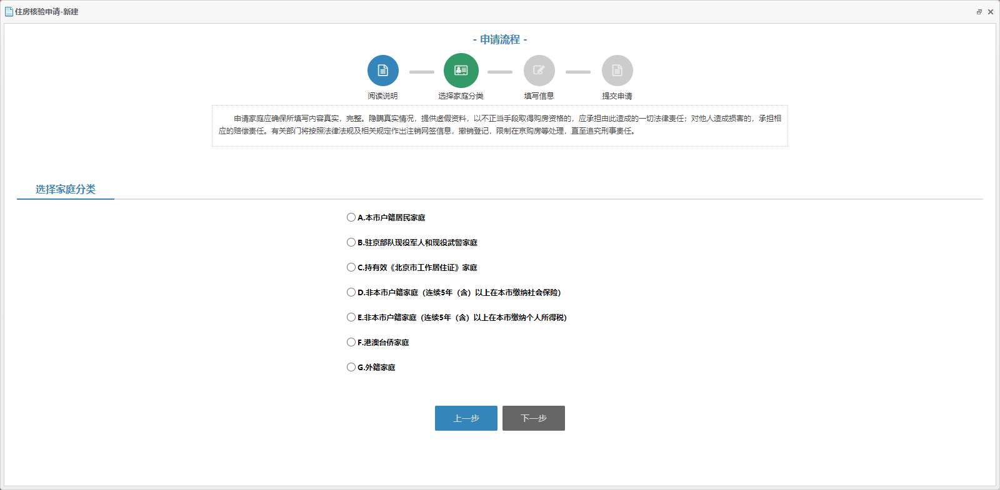 住房核验申请-新建
- 申请流程 -
阅读说明
选择家庭分类
填写信息
提交申请
申请家庭应确保所填写内容真实，完整。隐瞒真实情况，提供虚假资料，以不正当手段取得购房资格的，应承担由此造成的一切法律责任；对他人造成损害的，承担相
应的赔偿责任。有关部门将按照法律法规及相关规定作出注销网签信息，撤销登记，限制在京购房等处理，直至追究刑事责任。
选择家庭分类
A.本市户籍居民家庭
B.驻京部队现役军人和现役武警家庭
C.持有效《北京市工作居住证》家庭
D.非本市户籍家庭（连续5年（含）以上在本市缴纳社会保险）
E.非本市户籍家庭（连续5年（含）以上在本市缴纳个人所得税）
F.港澳台侨家庭
G.外籍家庭
上一步
下一步